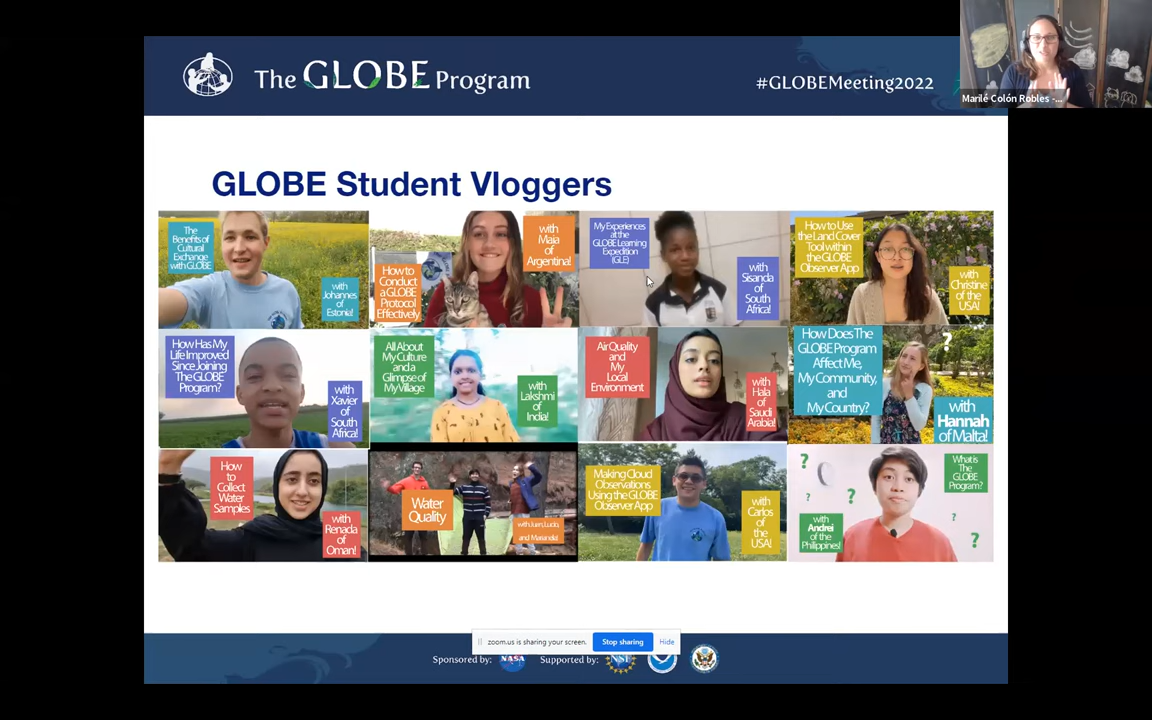 The GLOBE Program
#GLOBEMeeting2022
Marilé Colón Robles -...
GLOBE Student Vloggers
The
Benefits of
Cultural
Exchange
with GLOBE
with
Johannes
of
Estonia!
How to
Conduct
a GLOBE
Protocol
Effectively
with
Maia
of
Argentina!
My Experiences
at the
GLOBE Learning
Expedition
(GLE)
with
Sisanda
of
South
Africa!
How to Use
the Land Cover
Tool within
the GLOBE
Observer App
with
Christine
of the
USA!
How Has My
Life Improved
Since Joining
The GLOBE
Program?
with
Xavier
of
South
Africa!
All About
My Culture
and a
Glimpse of
My Village
with
Lakshmi
of
India!
Air Quality
and
My
Local
Environment
with
Hala
of
Saudi
Arabia!
How Does The
GLOBE Program
Affect Me,
My Community,
and
My Country?
?
with
Hannah
of Malta!
How
to
Collect
Water
Samples
with
Renada
of
Oman!
Water
Quality
Making Cloud
Observations
Using the GLOBE
Observer App
with
Carlos
of
the
USA!
What is
The
GLOBE
Program?
with
Andrei
of the
Philippines!
? ? ? ? ?
zoom.us is sharing your screen.
Stop sharing
Hide
Sponsored by:
NASA
Supported by:
NSF